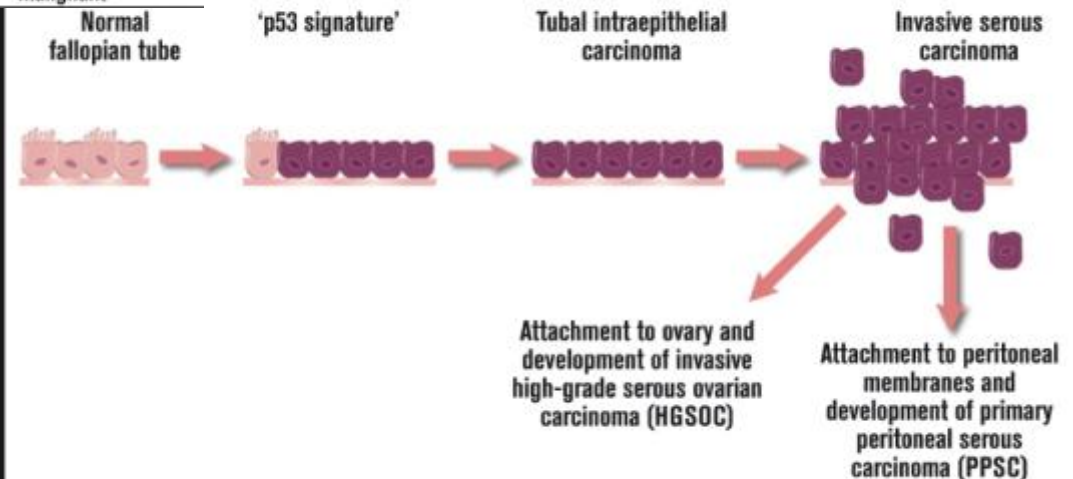 Normal
fallopian tube
'p53 signature'
Tubal intraepithelial
carcinoma
Invasive serous
carcinoma
Attachment to ovary and
development of invasive
high-grade serous ovarian
carcinoma (HGSOC)
Attachment to peritoneal
membranes and
development of primary
peritoneal serous
carcinoma (PPSC)